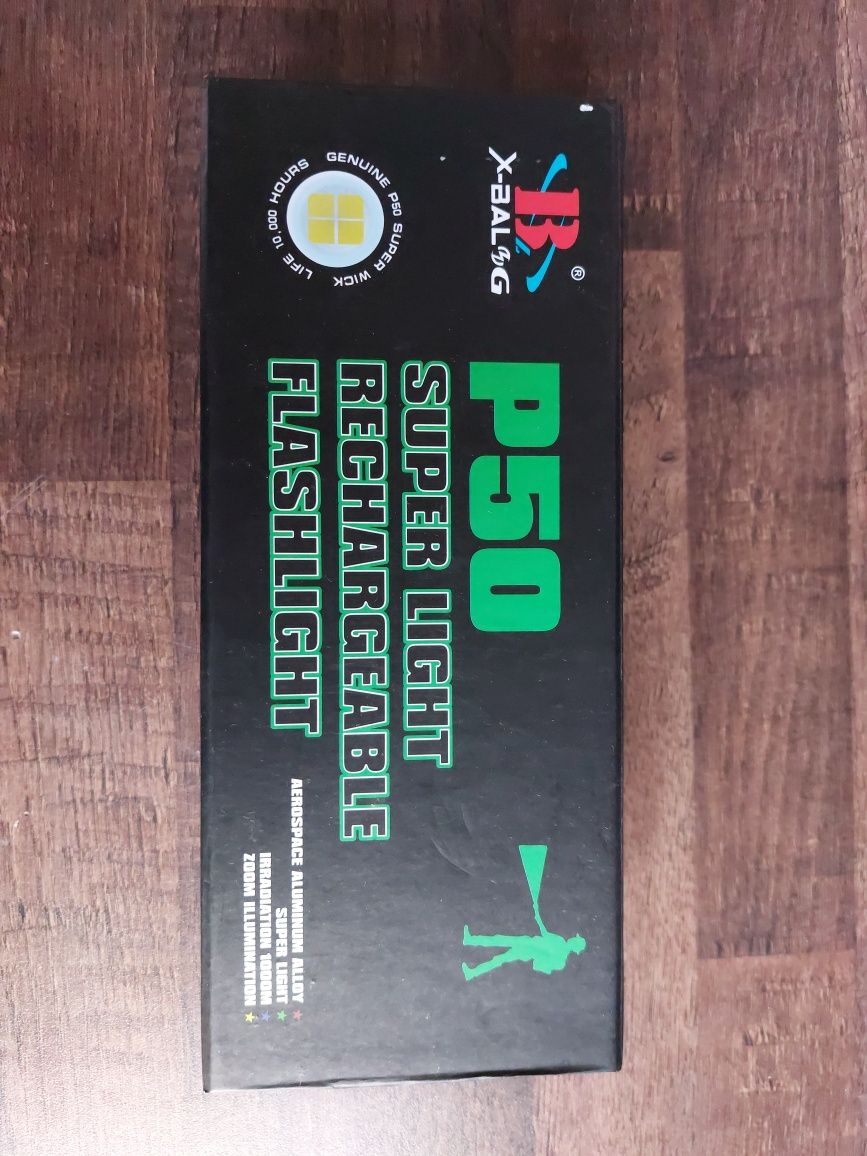 B
L
®
X-BALOG
GENUINE P50 SUPER WICK
LIFE 10,000 HOURS
P50
SUPER LIGHT
RECHARGEABLE
FLASHLIGHT
AEROSPACE ALUMINUM ALLOY
SUPER LIGHT
IRRADIATION 1000M
ZOOM ILLUMINATION